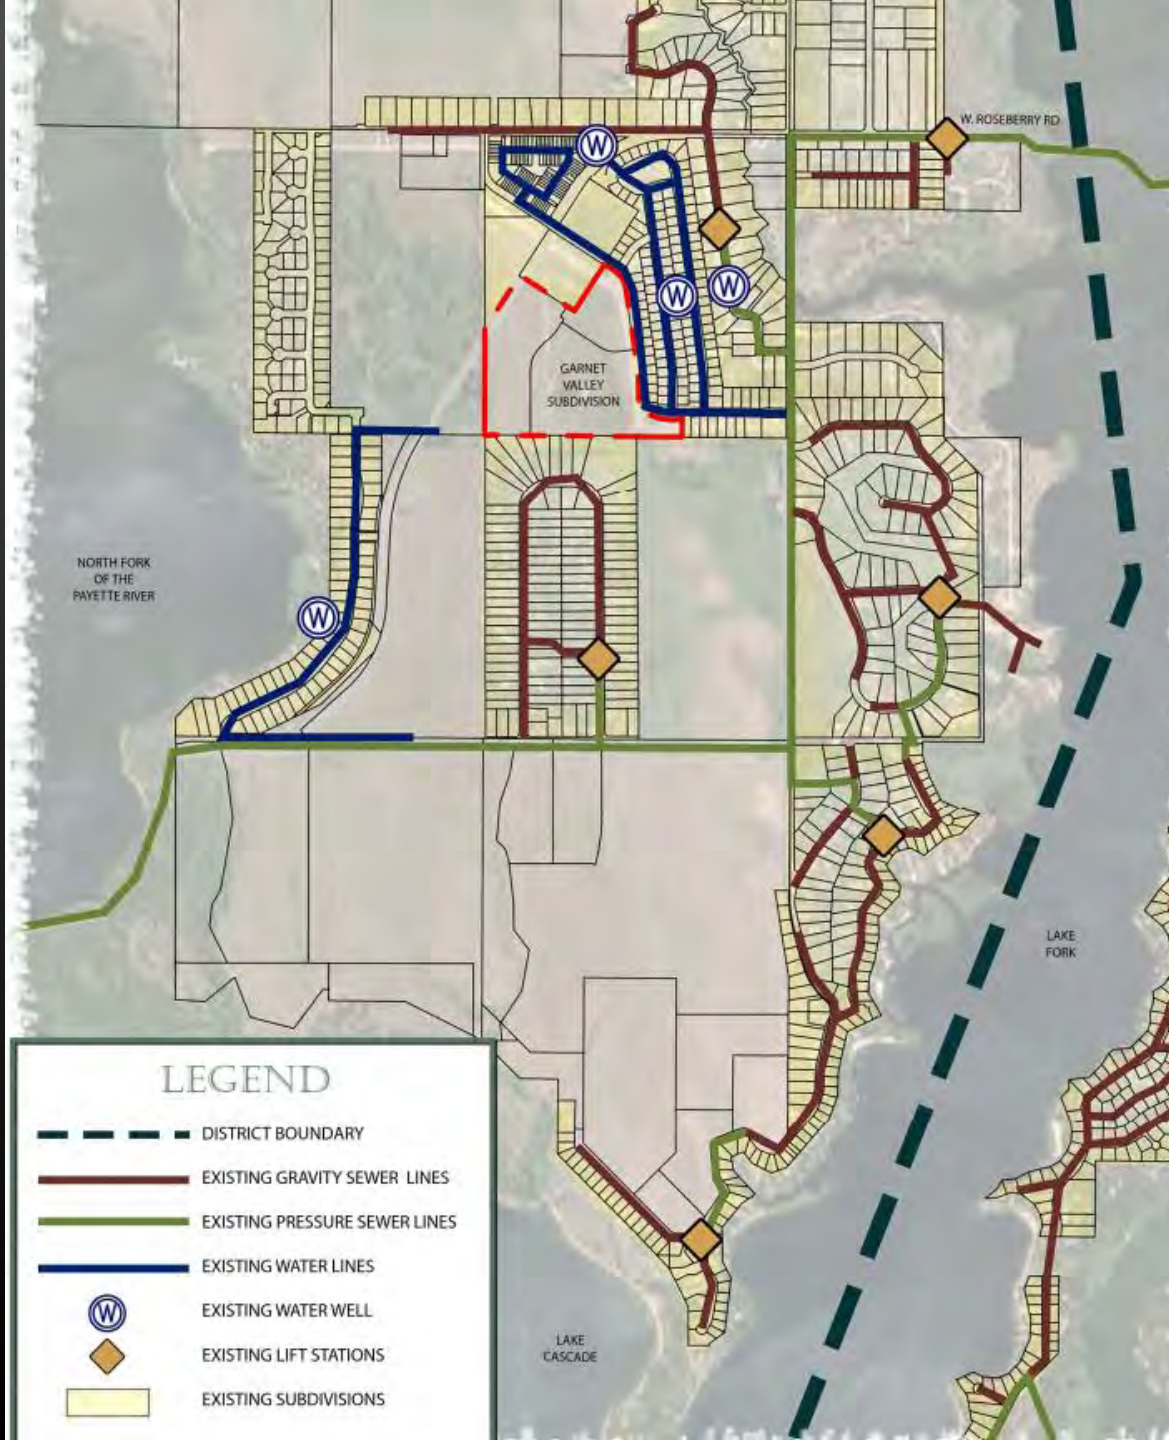 W. ROSEBERRY RD
W
W
W
GARNET
VALLEY
SUBDIVISION
NORTH FORK
OF THE
PAYETTE RIVER
W
LAKE
FORK
LEGEND
DISTRICT BOUNDARY
EXISTING GRAVITY SEWER LINES
EXISTING PRESSURE SEWER LINES
EXISTING WATER LINES
W
EXISTING WATER WELL
EXISTING LIFT STATIONS
EXISTING SUBDIVISIONS
LAKE
CASCADE